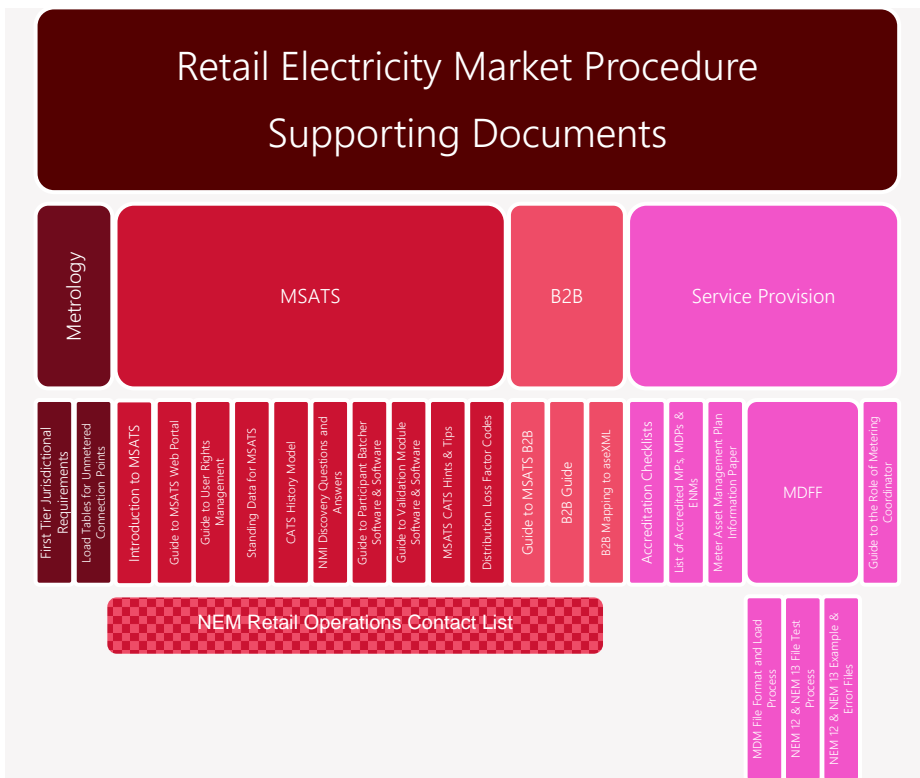 Retail Electricity Market Procedure
Supporting Documents
Metrology
MSATS
B2B
Service Provision
First Tier Jurisdictional
Requirements
Load Tables for Unmetered
Connection Points
Introduction to MSATS
Guide to MSATS Web Portal
Guide to User Rights
Management
Standing Data for MSATS
CATS History Model
NMI Discovery Questions and
Answers
Guide to Participant Batcher
Software & Software
Guide to Validation Module
Software & Software
MSATS CATS Hints & Tips
Distribution Loss Factor Codes
Guide to MSATS B2B
B2B Guide
B2B Mapping to aseXML
Accreditation Checklists
List of Accredited MPs, MDPs &
ENMs
Meter Asset Management Plan
Information Paper
MDFF
Guide to the Role of Metering
Coordinator
NEM Retail Operations Contact List
MDM File Format and Load
Process
NEM 12 & NEM 13 File Test
Process
NEM 12 & NEM 13 Example &
Error Files